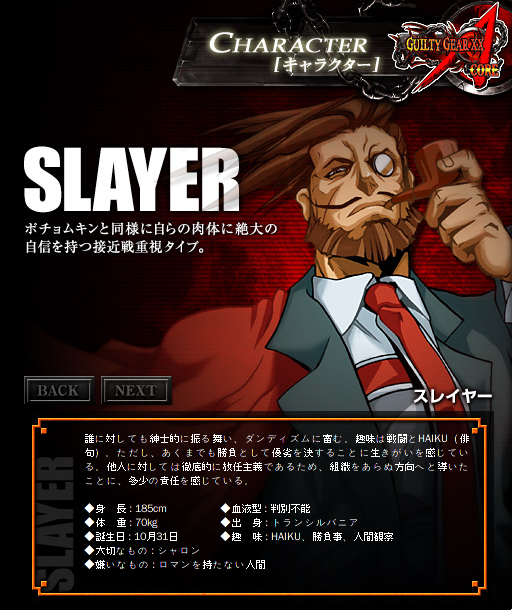 CHARACTER
[キャラクター]
GUILTY GEAR XX
ΛCORE
SLAYER
ポチョムキンと同様に自らの肉体に絶大の
自信を持つ接近戦重視タイプ。
BACK
NEXT
スレイヤー
SLAYER
誰に対しても紳士的に振る舞い、ダンディズムに富む。趣味は戦闘とHAIKU（俳
句）。ただし、あくまでも勝負として優劣を決することに生きがいを感じてい
る。他人に対しては徹底的に放任主義であるため、組織をあらぬ方向へと導いた
ことに、多少の責任を感じている。
◆身　長：185cm ◆血液型：判別不能
◆体　重：70kg ◆出　身：トランシルバニア
◆誕生日：10月31日 ◆趣　味：HAIKU、勝負事、人間観察
◆大切なもの：シャロン
◆嫌いなもの：ロマンを持たない人間